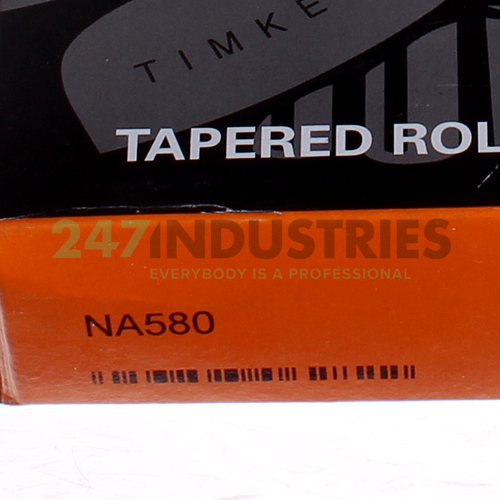 TIMKE
TAPERED ROL
247INDUSTRIES
EVERYBODY IS A PROFESSIONAL
NA580